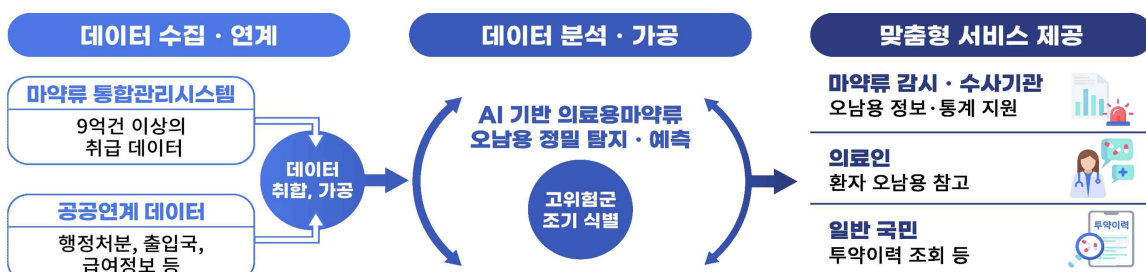 데이터 수집 · 연계
마약류 통합관리시스템
9억건 이상의
취급 데이터
공공연계 데이터
행정처분, 출입국,
급여정보 등
데이터
취합, 가공
데이터 분석 · 가공
AI 기반 의료용마약류
오남용 정밀 탐지 · 예측
고위험군
조기 식별
맞춤형 서비스 제공
마약류 감시 · 수사기관
오남용 정보·통계 지원
의료인
환자 오남용 참고
일반 국민
투약이력 조회 등
투약이력